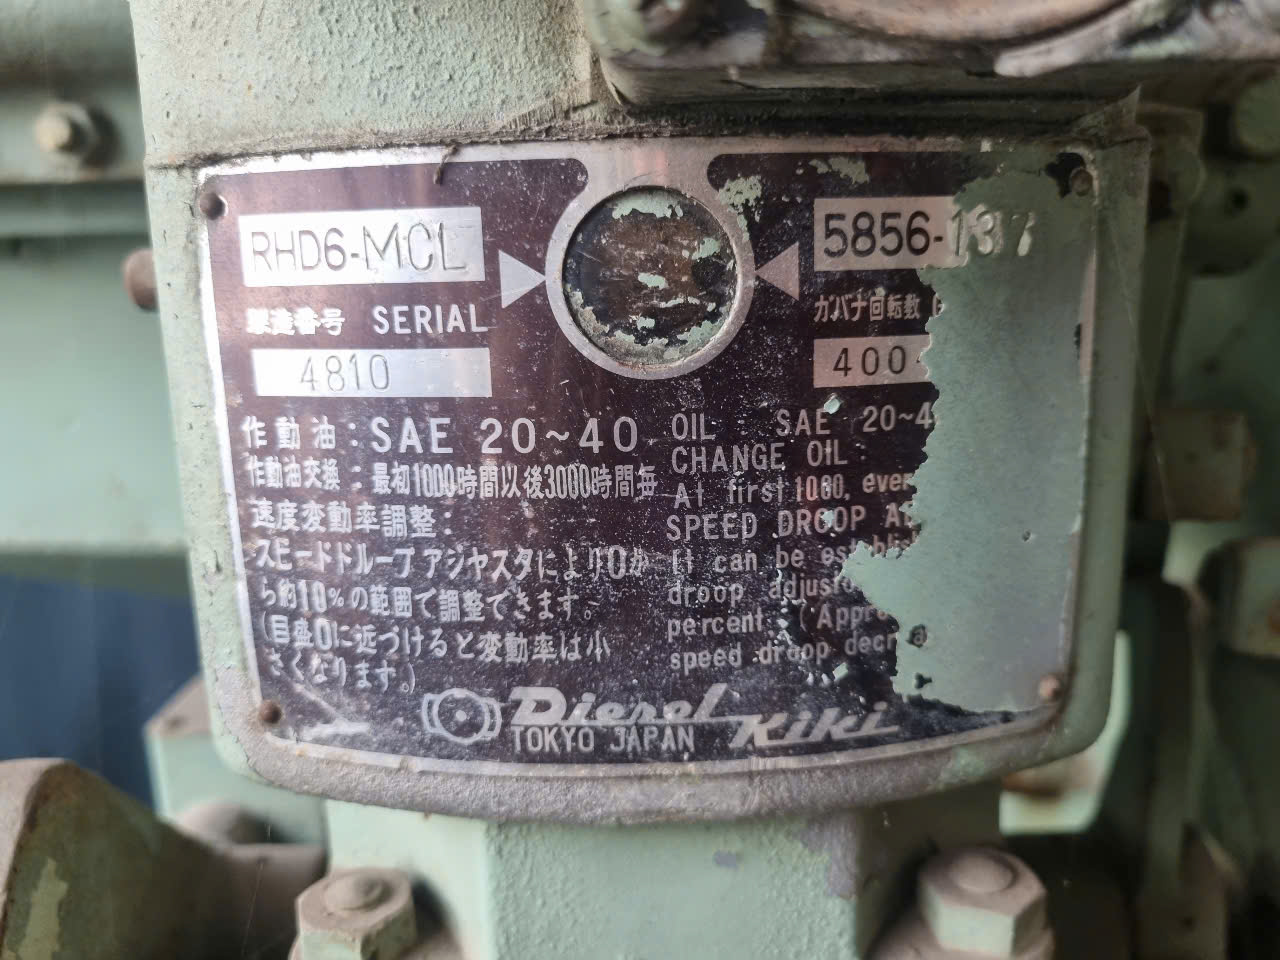 RHD6-MCL
5856-137
製造番号 SERIAL
ガバナ回転数
4810
400
作動油: SAE 20~40
作動油交換: 最初1000時間以後3000時間毎
速度変動率調整:
スピードドループアジャスタにより0か
ら約10%の範囲で調整できます。
(目盛0に近づけると変動率は小
さくなります。)
OIL SAE 20~4
CHANGE OIL:
At first
SPEED DROOP
It can be
droop
percent. (
speed droop
Diesel Kiki
TOKYO JAPAN